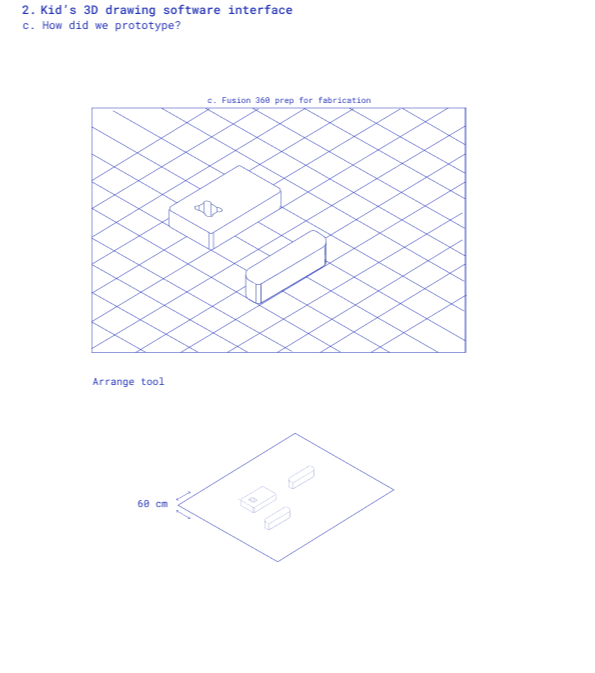 2. Kid's 3D drawing software interface
c. How did we prototype?
c. Fusion 360 prep for fabrication
Arrange tool
60 cm